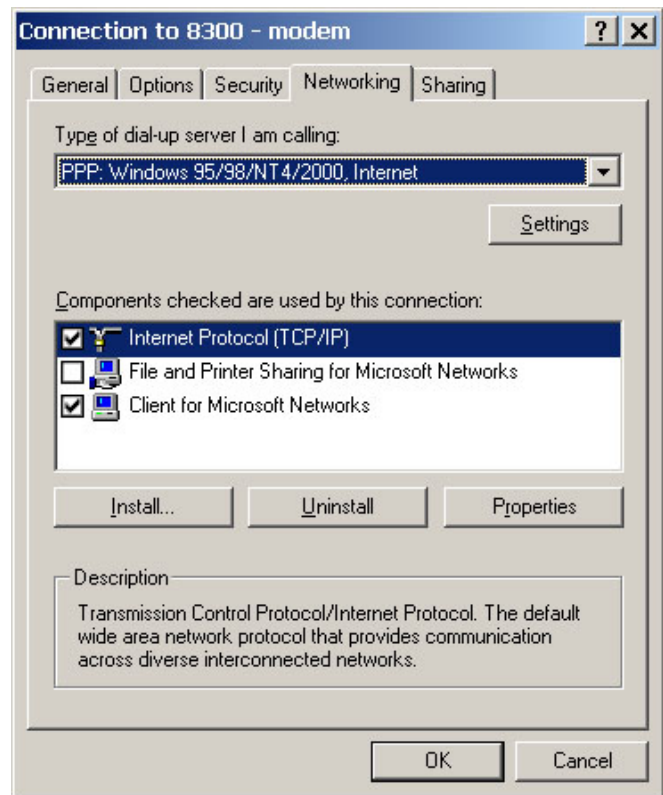 Connection to 8300 - modem
General Options Security Networking Sharing
Type of dial-up server I am calling:
PPP: Windows 95/98/NT4/2000, Internet
Settings
Components checked are used by this connection:
Internet Protocol (TCP/IP)
File and Printer Sharing for Microsoft Networks
Client for Microsoft Networks
Install... Uninstall Properties
Description
Transmission Control Protocol/Internet Protocol. The default
wide area network protocol that provides communication
across diverse interconnected networks.
OK Cancel